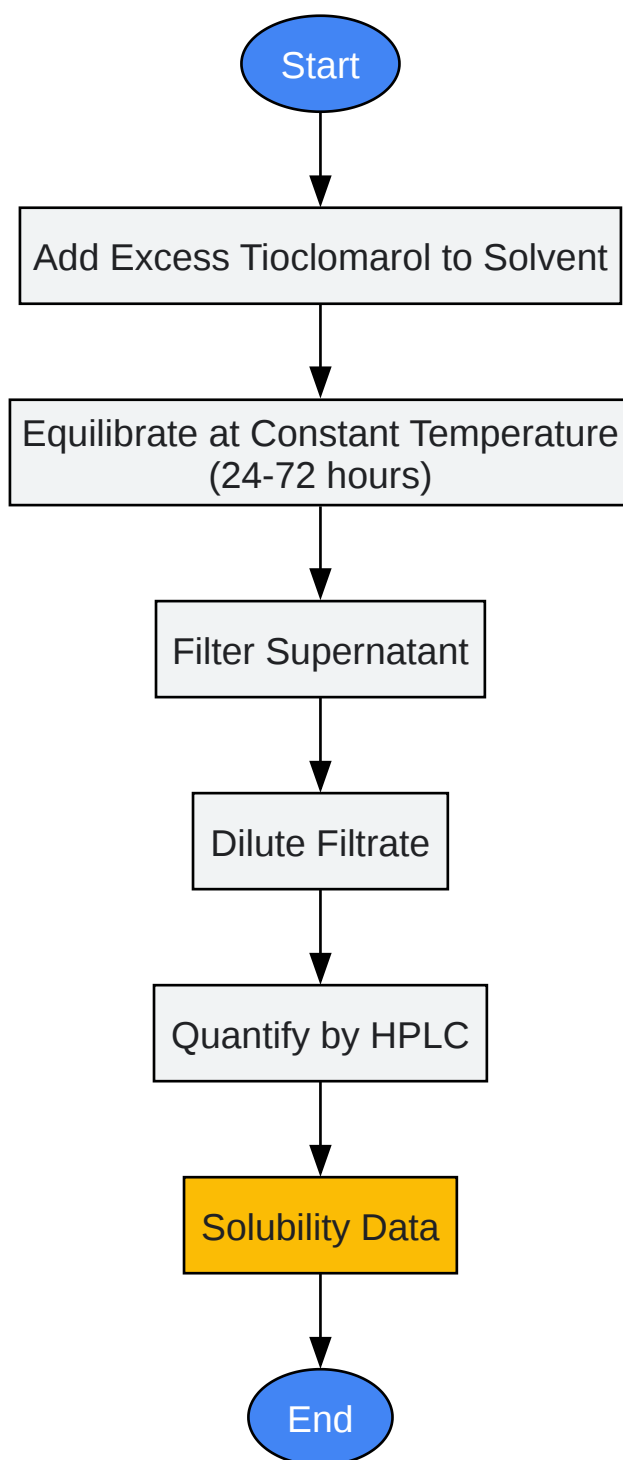 Start
Add Excess Tioclomarol to Solvent
Equilibrate at Constant Temperature
(24-72 hours)
Filter Supernatant
Dilute Filtrate
Quantify by HPLC
Solubility Data
End